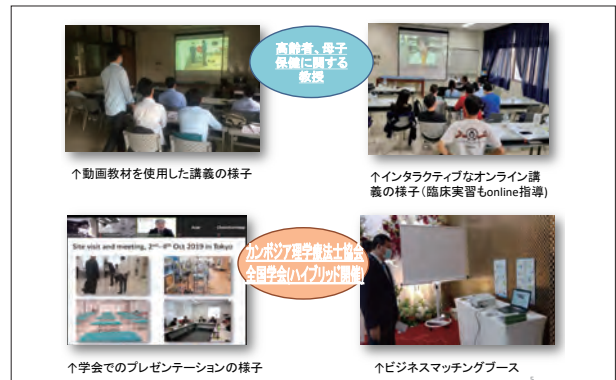 高齢者、母子
保健に関する
教授
↑動画教材を使用した講義の様子
↑インタラクティブなオンライン講
義の様子（臨床実習もonline指導)
Site visit and meeting, 2nd-4th Oct 2019 in Tokyo
カンボジア理学療法士協会
全国学会(ハイブリッド開催)
↑学会でのプレゼンテーションの様子
↑ビジネスマッチングブース